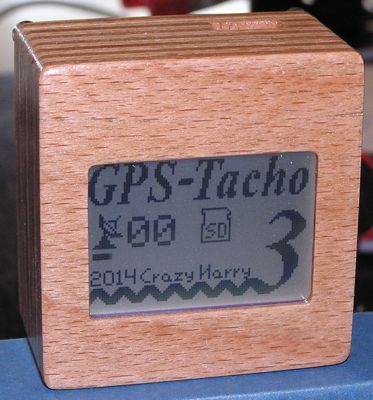 GPS-Tacho
00 SD
3
2014 Crazy Harry